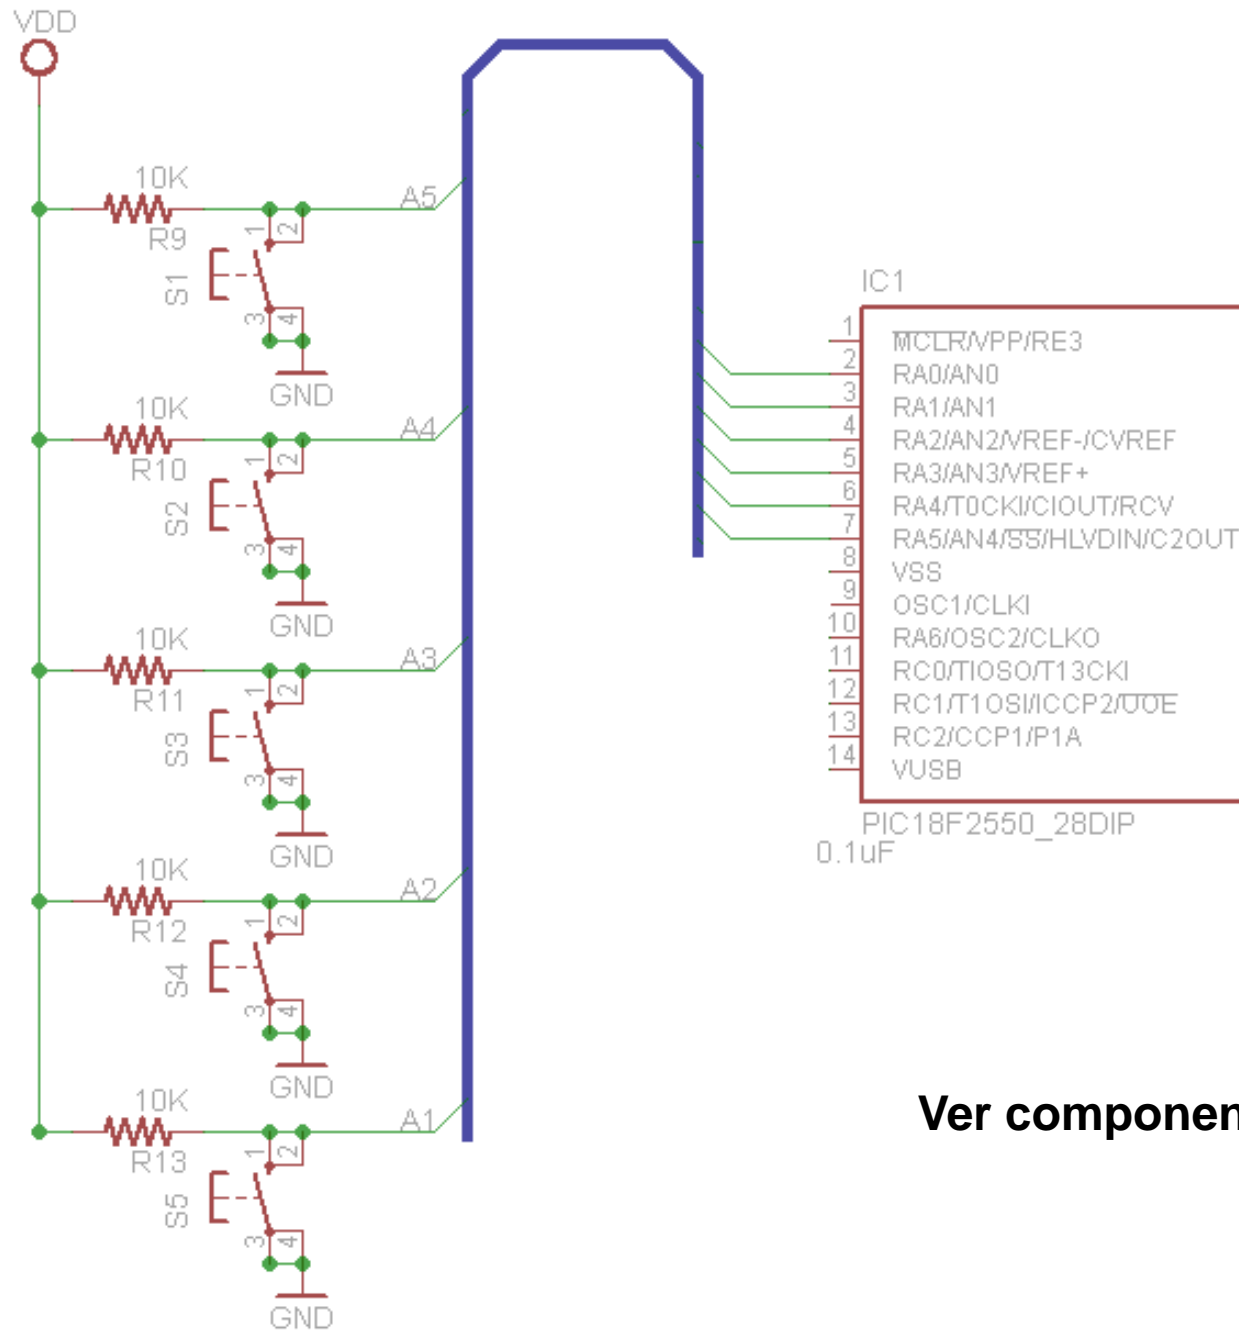 VDD
10K
R9
A5
S1
1
2
3
4
GND
10K
R10
A4
S2
1
2
3
4
GND
10K
R11
A3
S3
1
2
3
4
GND
10K
R12
A2
S4
1
2
3
4
GND
10K
R13
A1
S5
1
2
3
4
GND
IC1
1 MCLR/VPP/RE3
2 RA0/AN0
3 RA1/AN1
4 RA2/AN2/VREF-/CVREF
5 RA3/AN3/VREF+
6 RA4/T0CKI/CIOUT/RCV
7 RA5/AN4/SS/HLVDIN/C2OUT
8 VSS
9 OSC1/CLKI
10 RA6/OSC2/CLKO
11 RC0/TIOSO/T13CKI
12 RC1/T1OSI/ICCP2/UOE
13 RC2/CCP1/P1A
14 VUSB
PIC18F2550_28DIP
0.1uF
Ver componen